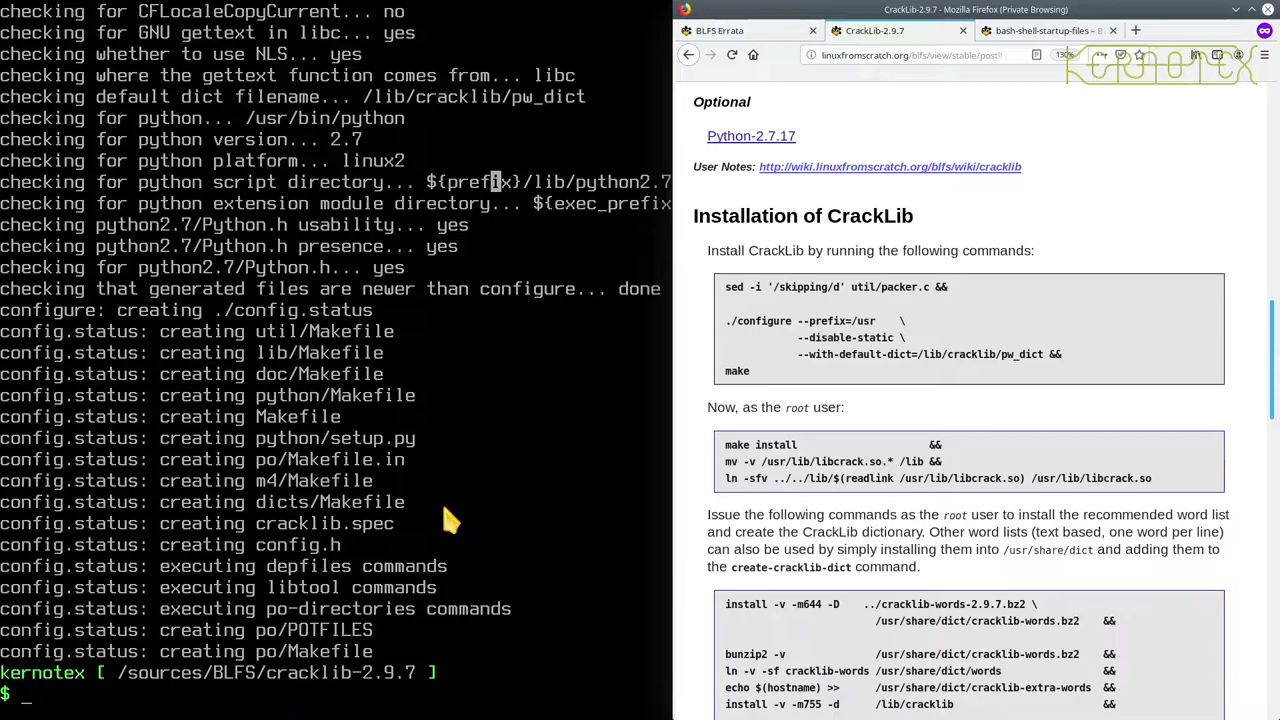 checking for CFLocaleCopyCurrent... no
checking for GNU gettext in libc... yes
checking whether to use NLS... yes
checking where the gettext function comes from... libc
checking default dict filename... /lib/cracklib/pw_dict
checking for python... /usr/bin/python
checking for python version... 2.7
checking for python platform... linux2
checking for python script directory... ${prefix}/lib/python2.7
checking for python extension module directory... ${exec_prefix
checking python2.7/Python.h usability... yes
checking python2.7/Python.h presence... yes
checking for python2.7/Python.h... yes
checking that generated files are newer than configure... done
configure: creating ./config.status
config.status: creating util/Makefile
config.status: creating lib/Makefile
config.status: creating doc/Makefile
config.status: creating python/Makefile
config.status: creating Makefile
config.status: creating python/setup.py
config.status: creating po/Makefile.in
config.status: creating m4/Makefile
config.status: creating dicts/Makefile
config.status: creating cracklib.spec
config.status: creating config.h
config.status: executing depfiles commands
config.status: executing libtool commands
config.status: executing po-directories commands
config.status: creating po/POTFILES
config.status: creating po/Makefile
kernotex [ /sources/BLFS/cracklib-2.9.7 ]
$ _
CrackLib-2.9.7 - Mozilla Firefox (Private Browsing)
BLFS Errata
CrackLib-2.9.7
bash-shell-startup-files – B
linuxfromscratch.org/blfs/view/stable/postl
130%
KERNOTEX
Optional
Python-2.7.17
User Notes: http://wiki.linuxfromscratch.org/blfs/wiki/cracklib
Installation of CrackLib
Install CrackLib by running the following commands:
sed -i '/skipping/d' util/packer.c &&
./configure --prefix=/usr \
--disable-static \
--with-default-dict=/lib/cracklib/pw_dict &&
make
Now, as the root user:
make install &&
mv -v /usr/lib/libcrack.so.* /lib &&
ln -sfv ../../lib/$(readlink /usr/lib/libcrack.so) /usr/lib/libcrack.so
Issue the following commands as the root user to install the recommended word list
and create the CrackLib dictionary. Other word lists (text based, one word per line)
can also be used by simply installing them into /usr/share/dict and adding them to
the create-cracklib-dict command.
install -v -m644 -D ../cracklib-words-2.9.7.bz2 \
/usr/share/dict/cracklib-words.bz2 &&
bunzip2 -v /usr/share/dict/cracklib-words.bz2 &&
ln -v -sf cracklib-words /usr/share/dict/words &&
echo $(hostname) >> /usr/share/dict/cracklib-extra-words &&
install -v -m755 -d /lib/cracklib &&